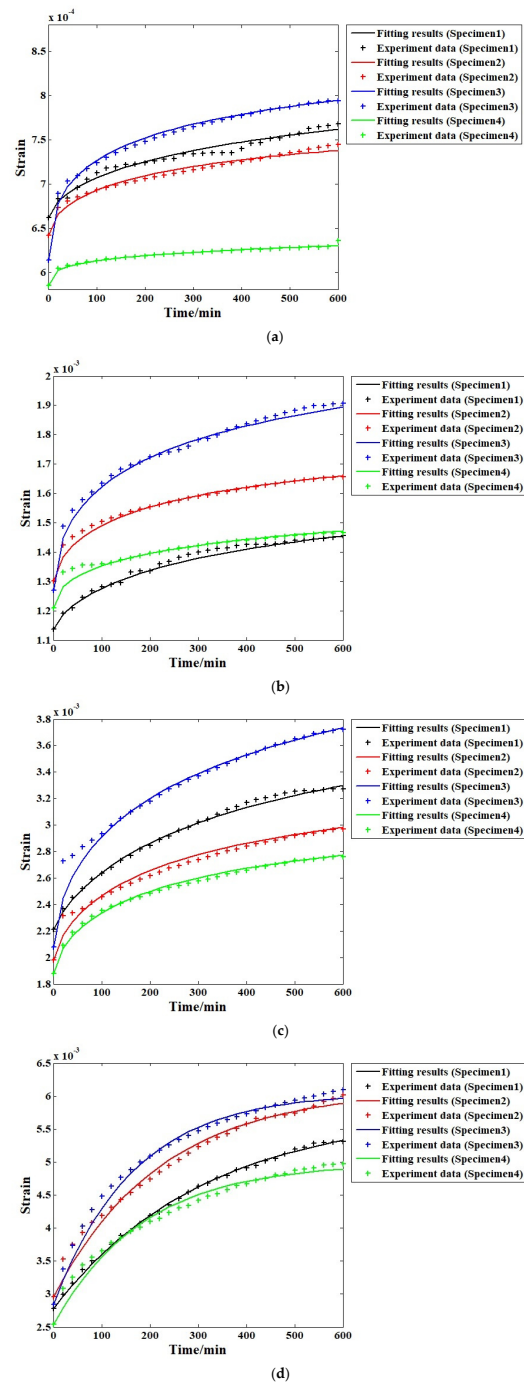 x 10⁻⁴
8.5
8
7.5
7
6.5
6
Strain
0 100 200 300 400 500 600
Time/min
Fitting results (Specimen1)
Experiment data (Specimen1)
Fitting results (Specimen2)
Experiment data (Specimen2)
Fitting results (Specimen3)
Experiment data (Specimen3)
Fitting results (Specimen4)
Experiment data (Specimen4)
(a)
x 10⁻³
2
1.9
1.7
1.6
1.5
1.4
1.3
1.2
1.1
Strain
0 100 200 300 400 500 600
Time/min
Fitting results (Specimen1)
Experiment data (Specimen1)
Fitting results (Specimen2)
Experiment data (Specimen2)
Fitting results (Specimen3)
Experiment data (Specimen3)
Fitting results (Specimen4)
Experiment data (Specimen4)
(b)
x 10⁻³
3.8
3.6
3.4
3.2
3
2.8
2.6
2.4
2.2
2
1.8
Strain
0 100 200 300 400 500 600
Time/min
Fitting results (Specimen1)
Experiment data (Specimen1)
Fitting results (Specimen2)
Experiment data (Specimen2)
Fitting results (Specimen3)
Experiment data (Specimen3)
Fitting results (Specimen4)
Experiment data (Specimen4)
(c)
x 10⁻³
6.5
6
5.5
5
4.5
4
3.5
3
2.5
Strain
0 100 200 300 400 500 600
Time/min
Fitting results (Specimen1)
Experiment data (Specimen1)
Fitting results (Specimen2)
Experiment data (Specimen2)
Fitting results (Specimen3)
Experiment data (Specimen3)
Fitting results (Specimen4)
Experiment data (Specimen4)
(d)